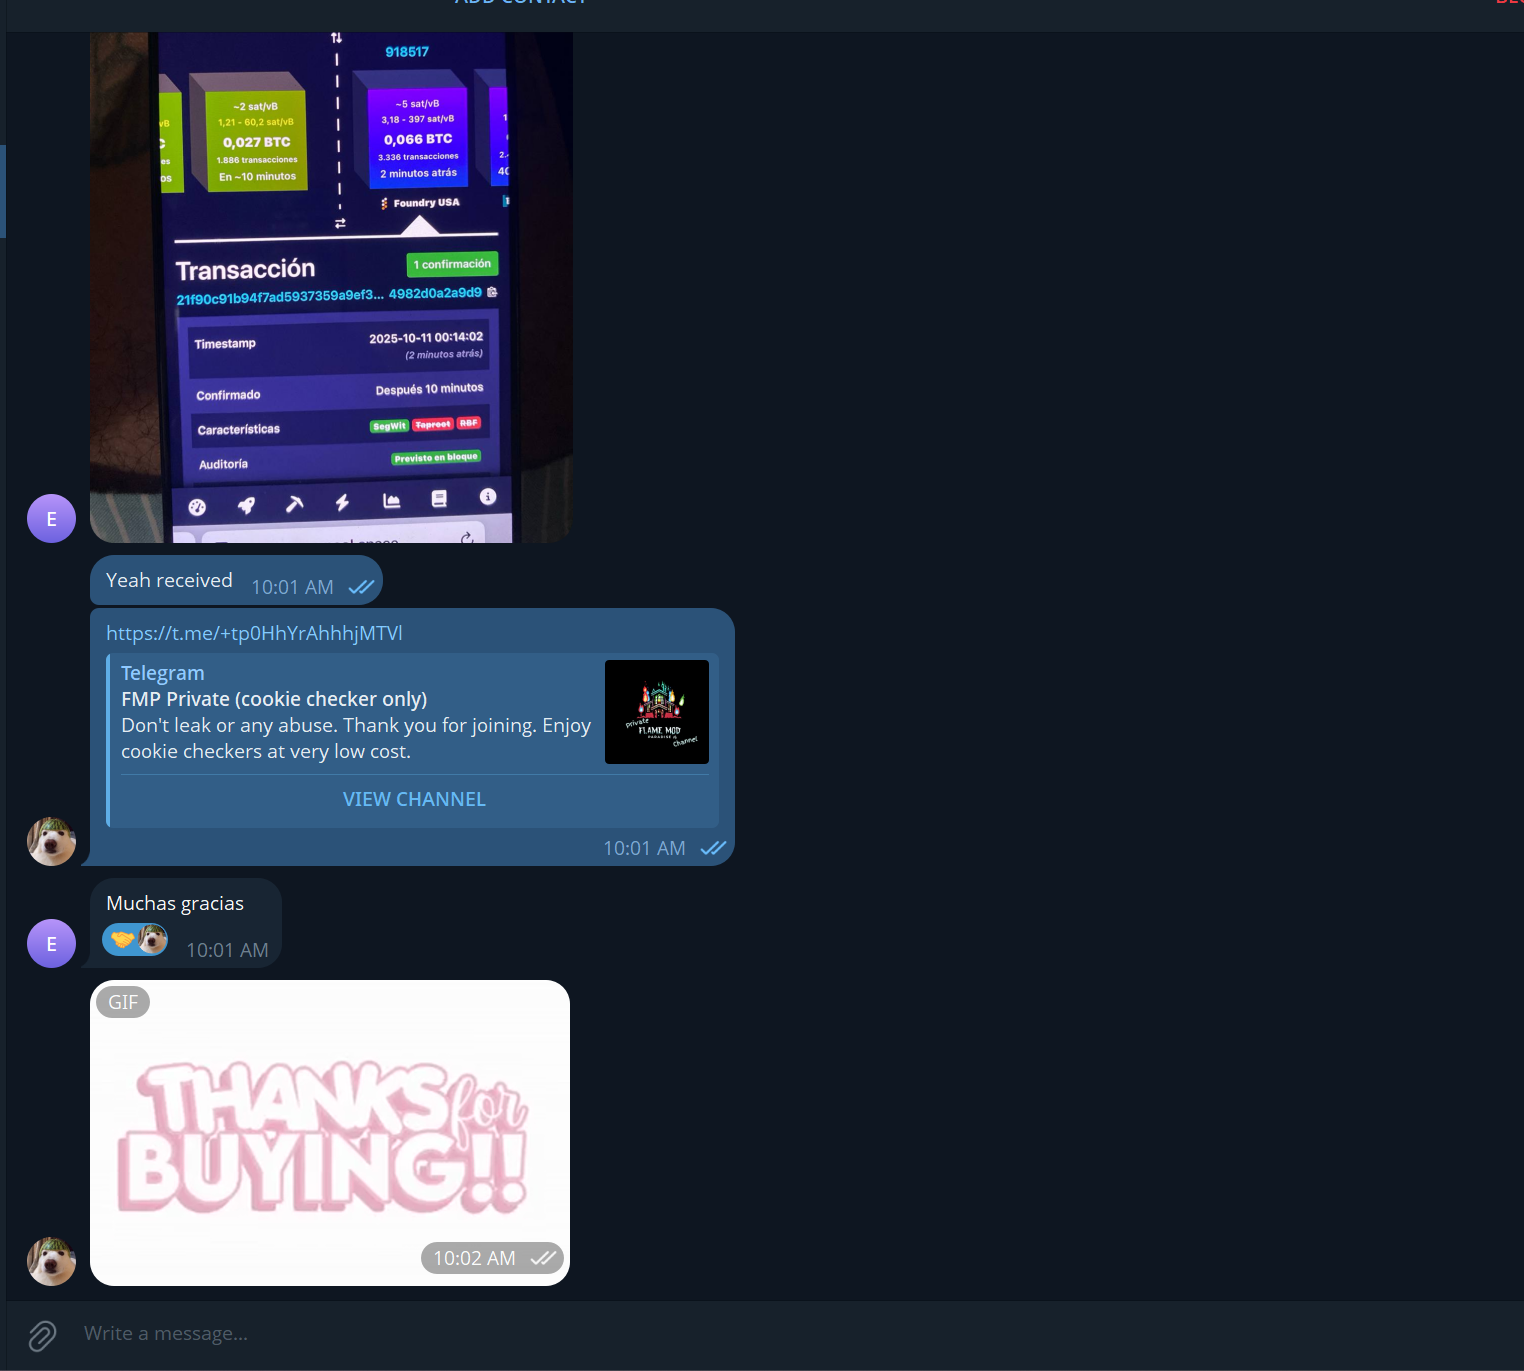 918517
~2 sat/vB
1,21 - 60,2 sat/vB
0,027 BTC
1.886 transacciones
En ~10 minutos
~5 sat/vB
3,18 - 397 sat/vB
0,066 BTC
3.336 transacciones
2 minutos atrás
Foundry USA
Transacción
1 confirmación
21f90c91b94f7ad5937359a9ef3... 4982d0a2a9d9
Timestamp
2025-10-11 00:14:02
(2 minutos atrás)
Confirmado
Después 10 minutos
Características
SegWit Taproot RBF
Auditoría
Previsto en bloque
E
Yeah received 10:01 AM
https://t.me/+tp0HhYrAhhhjMTVl
Telegram
FMP Private (cookie checker only)
Don't leak or any abuse. Thank you for joining. Enjoy
cookie checkers at very low cost.
Private
FLAME MOD
PARADISE
Channel
VIEW CHANNEL
10:01 AM
Muchas gracias
E
10:01 AM
GIF
THANKS for
BUYING!!
10:02 AM
Write a message...